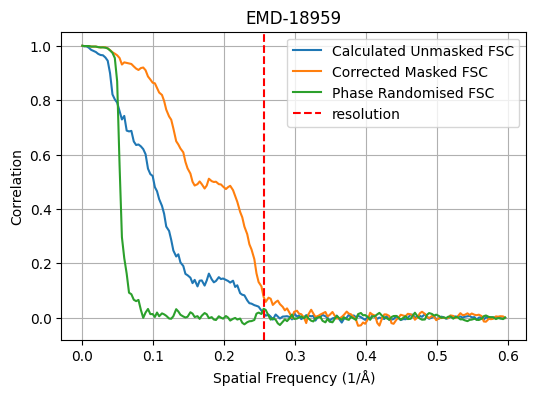 EMD-18959
Calculated Unmasked FSC
Corrected Masked FSC
Phase Randomised FSC
resolution
Correlation
1.0
0.8
0.6
0.4
0.2
0.0
0.0 0.1 0.2 0.3 0.4 0.5 0.6
Spatial Frequency (1/Å)